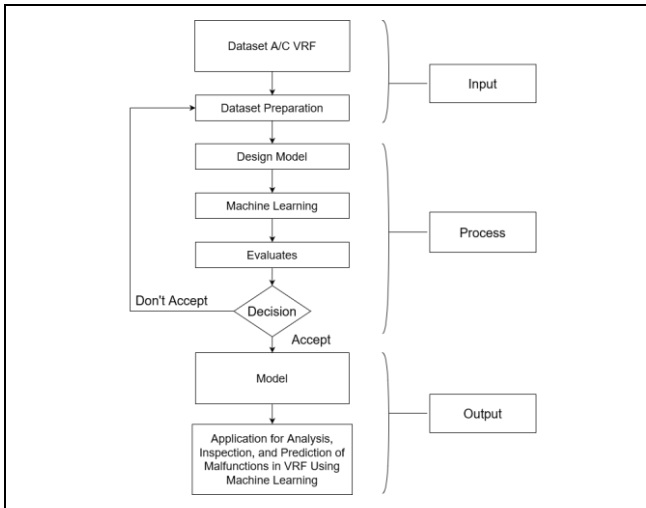 Dataset A/C VRF
Input
Dataset Preparation
Design Model
Machine Learning
Process
Evaluates
Don't Accept
Decision
Accept
Model
Output
Application for Analysis,
Inspection, and Prediction of
Malfunctions in VRF Using
Machine Learning